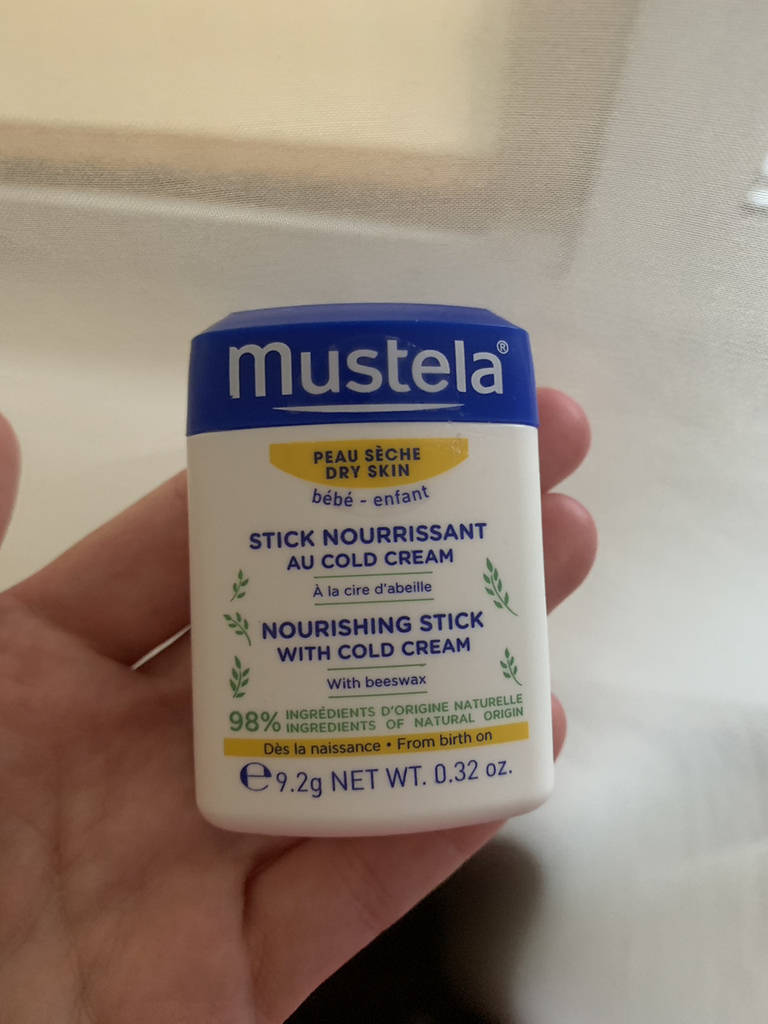 mustela®
PEAU SÈCHE
DRY SKIN
bébé - enfant
STICK NOURRISSANT
AU COLD CREAM
À la cire d'abeille
NOURISHING STICK
WITH COLD CREAM
With beeswax
98% INGRÉDIENTS D'ORIGINE NATURELLE
INGREDIENTS OF NATURAL ORIGIN
Dès la naissance • From birth on
℮ 9.2g NET WT. 0.32 oz.